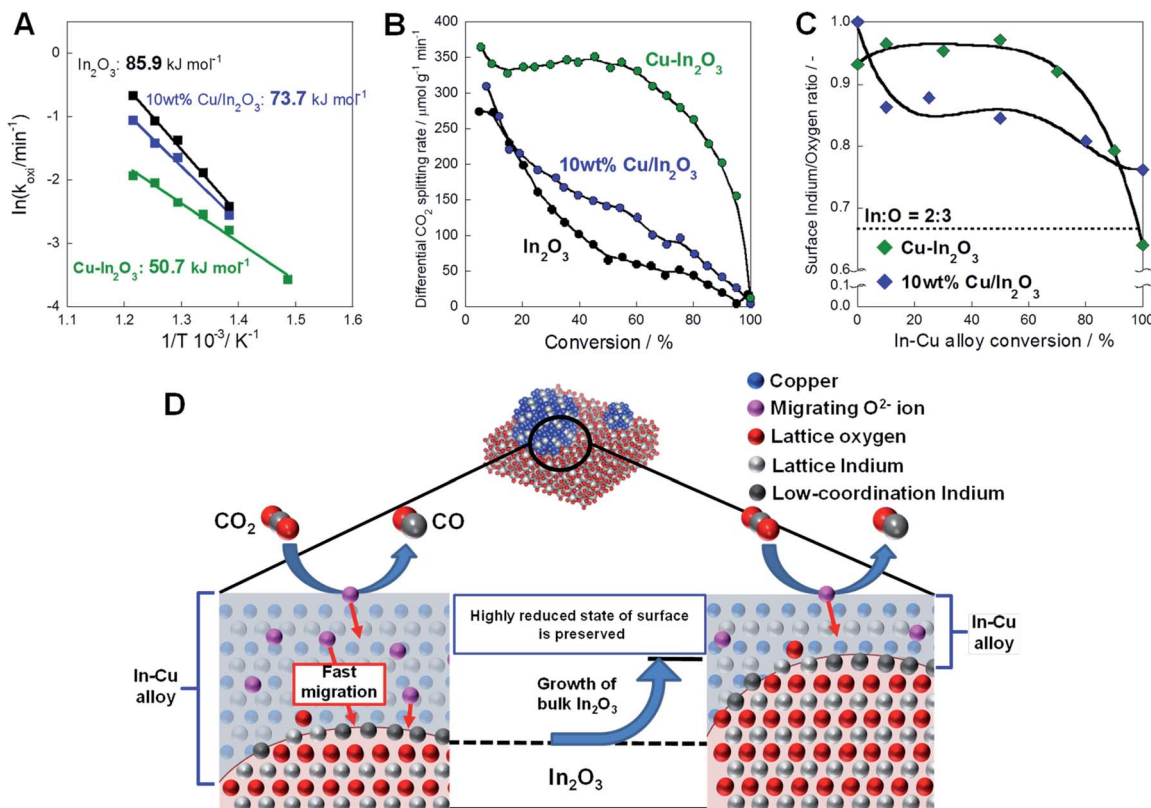 A
ln(k_oxi/min⁻¹)
0
-1
-2
-3
-4
In₂O₃: 85.9 kJ mol⁻¹
10wt% Cu/In₂O₃: 73.7 kJ mol⁻¹
Cu-In₂O₃: 50.7 kJ mol⁻¹
1.1 1.2 1.3 1.4 1.5 1.6
1/T 10⁻³/ K⁻¹
B
Differential CO₂ splitting rate / μmol g⁻¹ min⁻¹
400
350
300
250
200
150
100
50
0
Cu-In₂O₃
10wt% Cu/In₂O₃
In₂O₃
0 20 40 60 80 100
Conversion / %
C
Surface Indium/Oxygen ratio / -
1.0
0.9
0.8
0.7
0.6
0.1
0.0
In:O = 2:3
Cu-In₂O₃
10wt% Cu/In₂O₃
0 20 40 60 80 100
In-Cu alloy conversion / %
D
Copper
Migrating O²⁻ ion
Lattice oxygen
Lattice Indium
Low-coordination Indium
CO₂
CO
In-Cu
alloy
Fast
migration
Highly reduced state of surface
is preserved
Growth of
bulk In₂O₃
In₂O₃
In-Cu
alloy